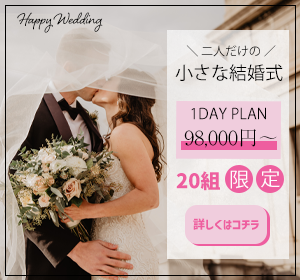 Happy Wedding
＼ 二人だけの ／
小さな結婚式
1DAY PLAN
98,000円～
20組 限 定
詳しくはコチラ